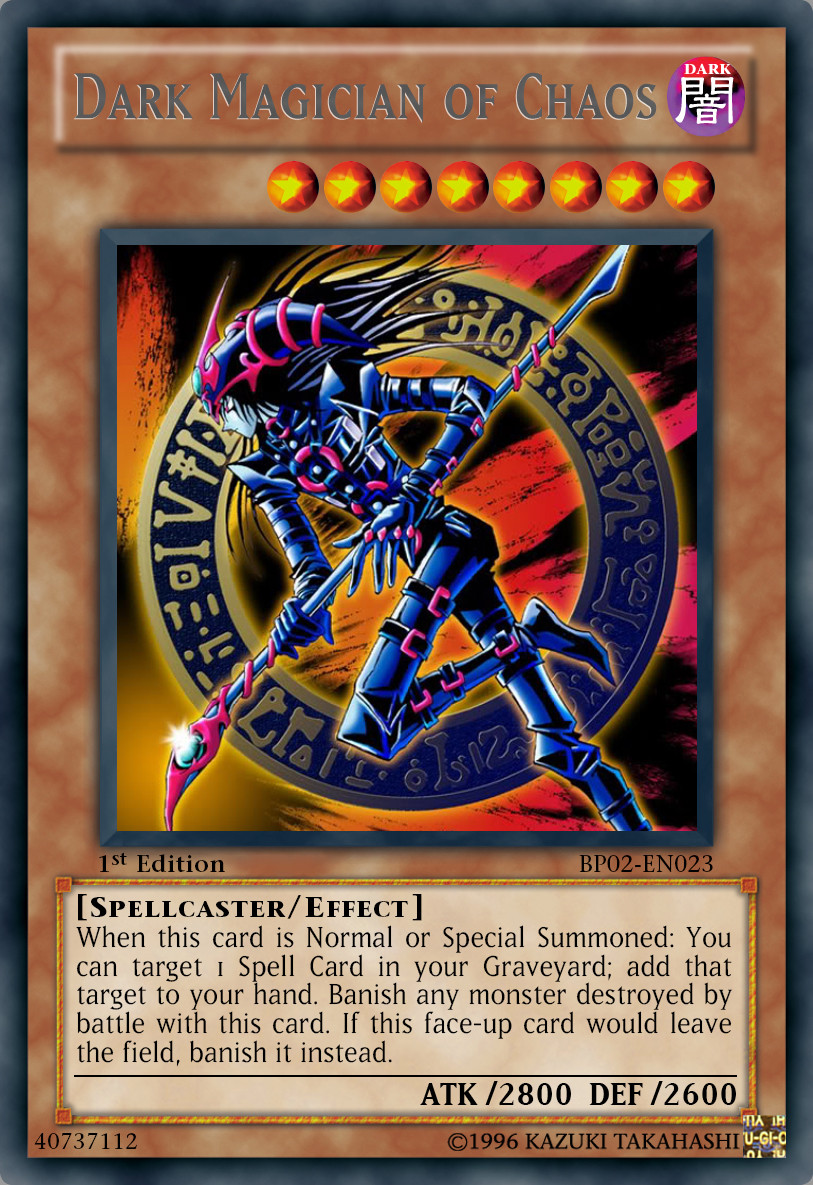 DARK MAGICIAN OF CHAOS
DARK
闇
1st Edition
BP02-EN023
[SPELLCASTER/EFFECT]
When this card is Normal or Special Summoned: You
can target 1 Spell Card in your Graveyard; add that
target to your hand. Banish any monster destroyed by
battle with this card. If this face-up card would leave
the field, banish it instead.
ATK /2800 DEF /2600
40737112
©1996 KAZUKI TAKAHASHI